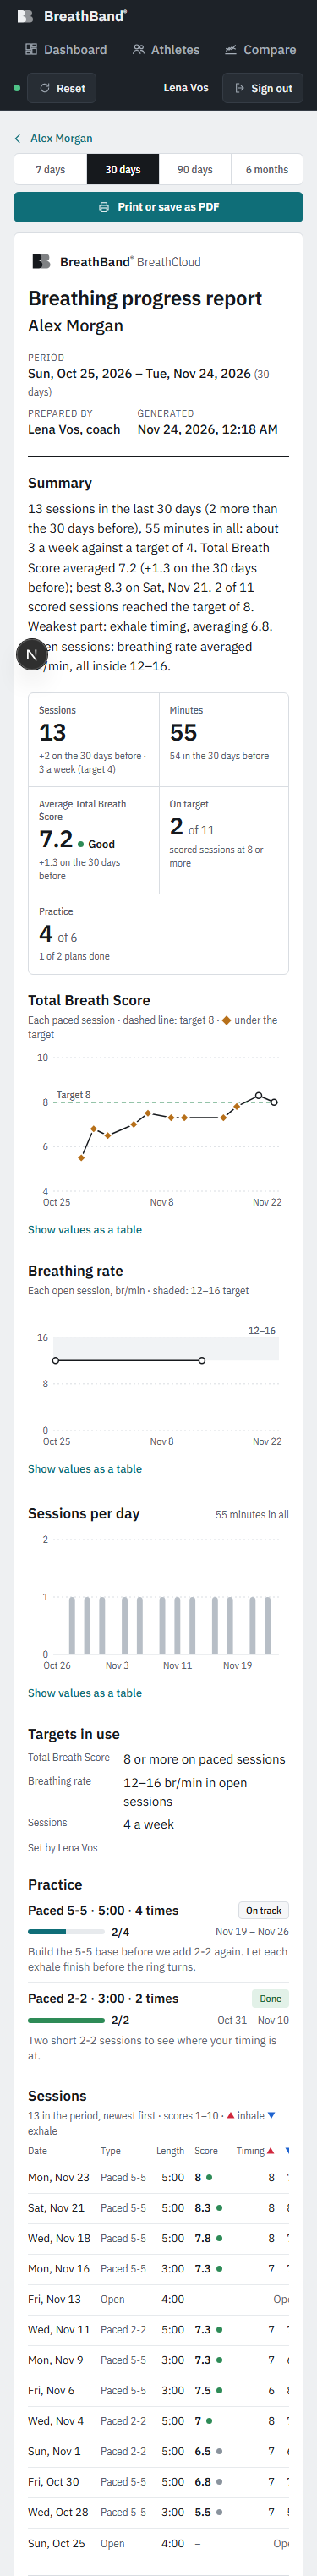 BreathBand®
Dashboard Athletes Compare
Reset Lena Vos Sign out
Alex Morgan
7 days 30 days 90 days 6 months
Print or save as PDF
BreathBand® BreathCloud
Breathing progress report
Alex Morgan
PERIOD
Sun, Oct 25, 2026 – Tue, Nov 24, 2026 (30
days)
PREPARED BY GENERATED
Lena Vos, coach Nov 24, 2026, 12:18 AM
Summary
13 sessions in the last 30 days (2 more than
the 30 days before), 55 minutes in all: about
3 a week against a target of 4. Total Breath
Score averaged 7.2 (+1.3 on the 30 days
before); best 8.3 on Sat, Nov 21. 2 of 11
scored sessions reached the target of 8.
Weakest part: exhale timing, averaging 6.8.
sessions: breathing rate averaged
/min, all inside 12–16.
N
Sessions Minutes
13 55
+2 on the 30 days before · 54 in the 30 days before
3 a week (target 4)
Average Total Breath On target
Score
7.2 Good 2 of 11
+1.3 on the 30 days scored sessions at 8 or
before more
Practice
4 of 6
1 of 2 plans done
Total Breath Score
Each paced session · dashed line: target 8 · ◆ under the
target
10
Target 8
8
6
4
Oct 25 Nov 8 Nov 22
Show values as a table
Breathing rate
Each open session, br/min · shaded: 12–16 target
12–16
16
8
0
Oct 25 Nov 8 Nov 22
Show values as a table
Sessions per day 55 minutes in all
2
1
0
Oct 26 Nov 3 Nov 11 Nov 19
Show values as a table
Targets in use
Total Breath Score 8 or more on paced sessions
Breathing rate 12–16 br/min in open
sessions
Sessions 4 a week
Set by Lena Vos.
Practice
Paced 5-5 · 5:00 · 4 times On track
2/4 Nov 19 – Nov 26
Build the 5-5 base before we add 2-2 again. Let each
exhale finish before the ring turns.
Paced 2-2 · 3:00 · 2 times Done
2/2 Oct 31 – Nov 10
Two short 2-2 sessions to see where your timing is
at.
Sessions
13 in the period, newest first · scores 1–10 · ▲ inhale ▼
exhale
Date Type Length Score Timing ▲
Mon, Nov 23 Paced 5-5 5:00 8 8
Sat, Nov 21 Paced 5-5 5:00 8.3 8
Wed, Nov 18 Paced 5-5 5:00 7.8 8
Mon, Nov 16 Paced 5-5 3:00 7.3 7
Fri, Nov 13 Open 4:00 –
Wed, Nov 11 Paced 2-2 5:00 7.3 7
Mon, Nov 9 Paced 5-5 3:00 7.3 7
Fri, Nov 6 Paced 5-5 3:00 7.5 6
Wed, Nov 4 Paced 2-2 5:00 7 8
Sun, Nov 1 Paced 2-2 5:00 6.5 7
Fri, Oct 30 Paced 5-5 5:00 6.8 7
Wed, Oct 28 Paced 5-5 3:00 5.5 7
Sun, Oct 25 Open 4:00 –